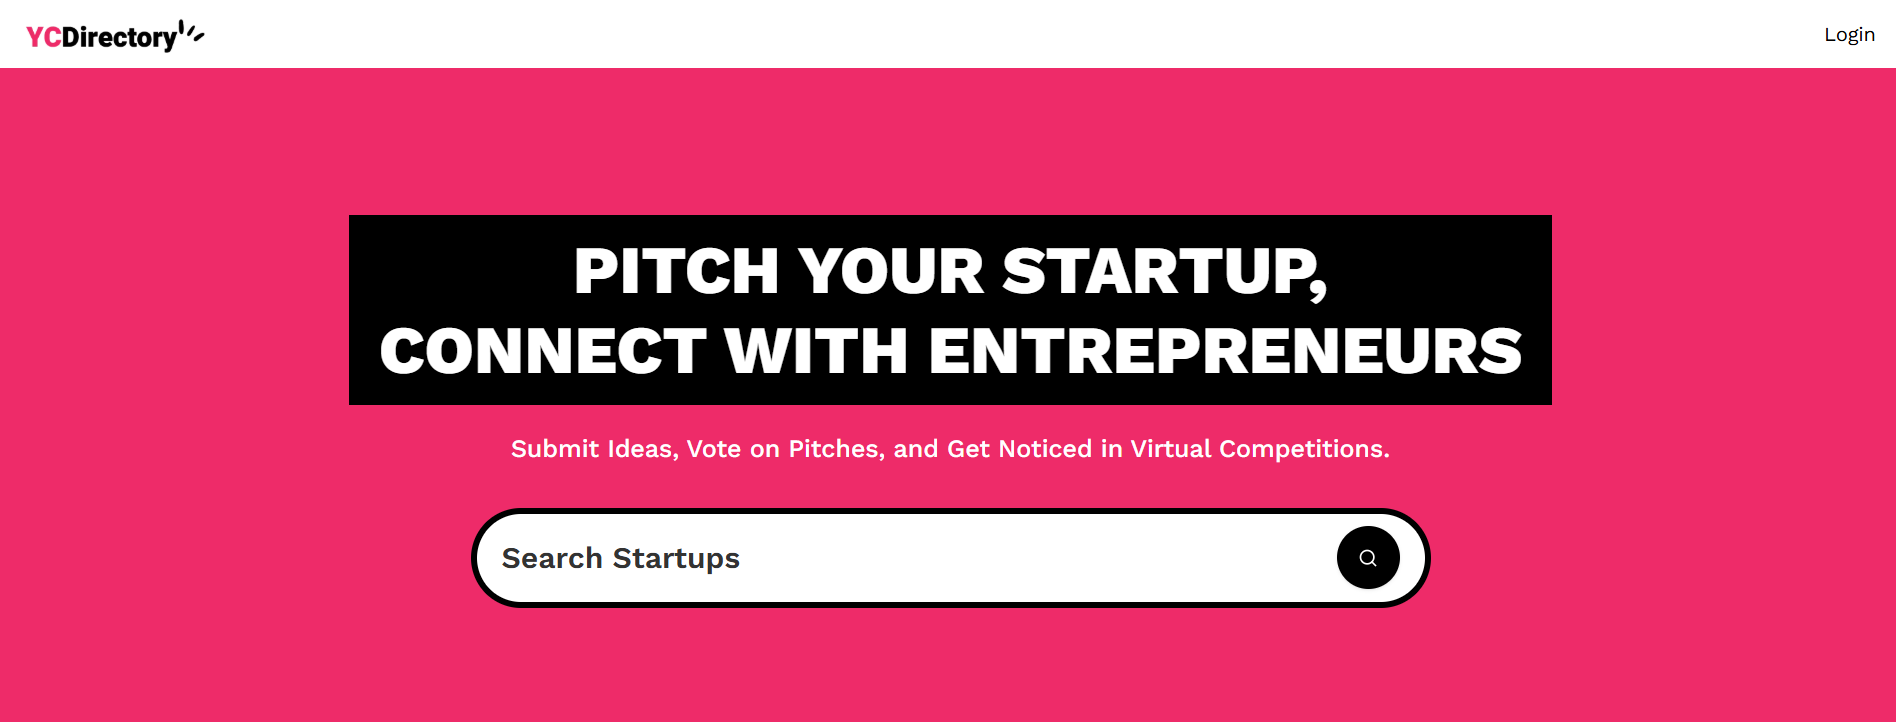 YCDirectory
Login
PITCH YOUR STARTUP,
CONNECT WITH ENTREPRENEURS
Submit Ideas, Vote on Pitches, and Get Noticed in Virtual Competitions.
Search Startups